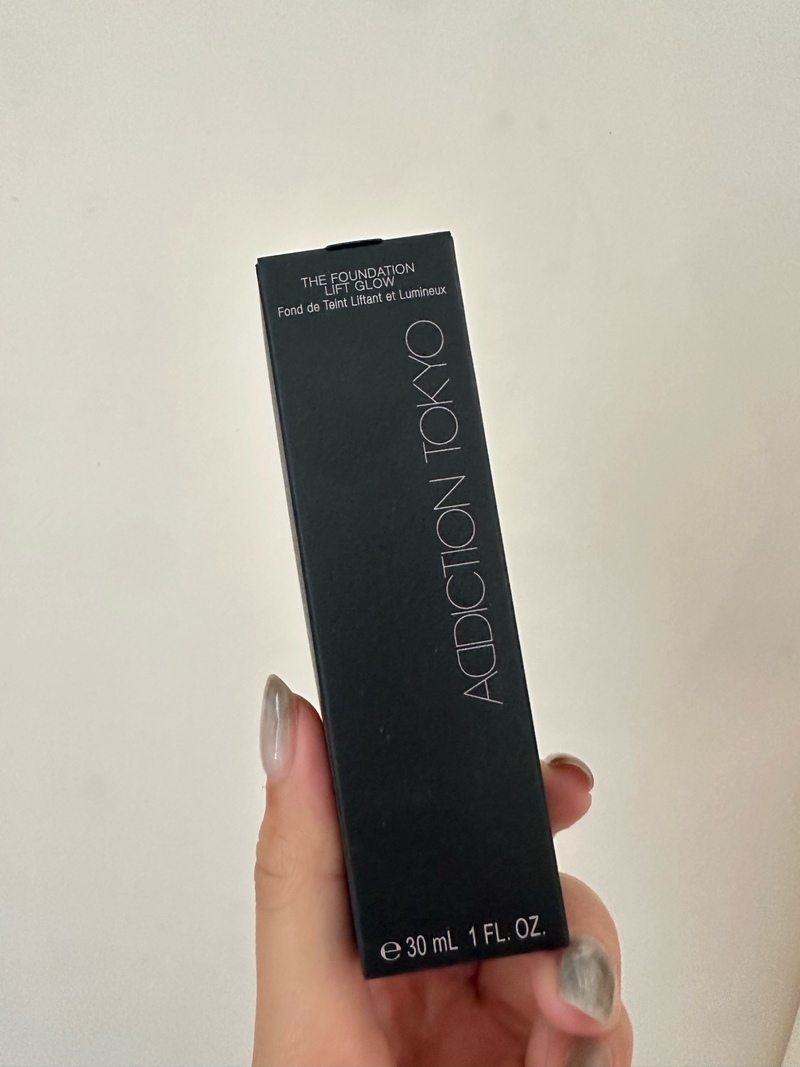 THE FOUNDATION
LIFT GLOW
Fond de Teint Liftant et Lumineux
ADDICTION TOKYO
℮ 30 mL 1 FL. OZ.